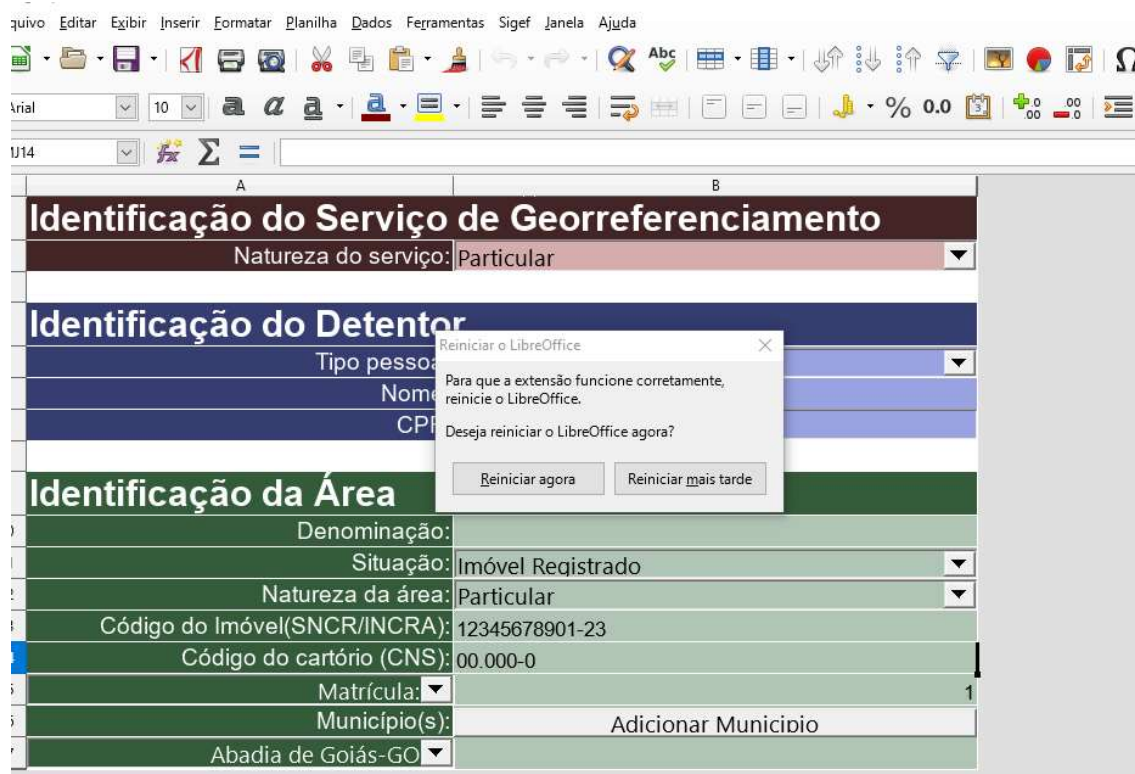 quivo Editar Exibir Inserir Formatar Planilha Dados Ferramentas Sigef Janela Ajuda
Abc
Arial 10 a a a a % 0.0
14
A B
Identificação do Serviço de Georreferenciamento
Natureza do serviço: Particular
Identificação do Detentor
Reiniciar o LibreOffice
Tipo pessoa
Para que a extensão funcione corretamente,
Nome
reinicie o LibreOffice.
CPF
Deseja reiniciar o LibreOffice agora?
Reiniciar agora Reiniciar mais tarde
Identificação da Área
Denominação:
Situação: Imóvel Registrado
Natureza da área: Particular
Código do Imóvel(SNCR/INCRA): 12345678901-23
Código do cartório (CNS): 00.000-0
Matrícula: 1
Município(s): Adicionar Municipio
Abadia de Goiás-GO